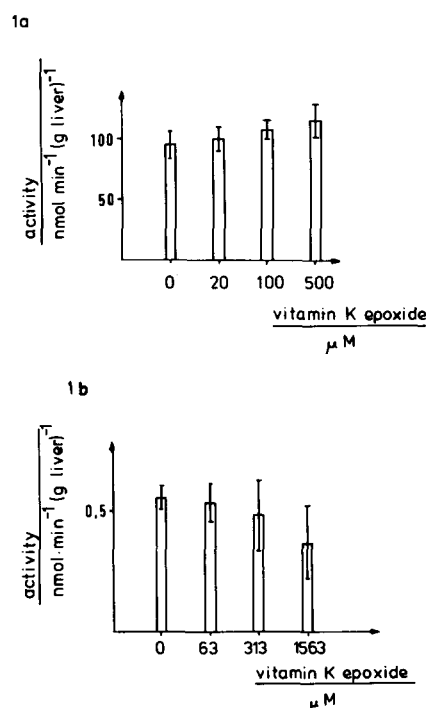 1a
activity
nmol min⁻¹ (g liver)⁻¹
100
50
0 20 100 500
vitamin K epoxide
μM
1b
activity
nmol·min⁻¹ (g liver)⁻¹
0,5
0 63 313 1563
vitamin K epoxide
μM